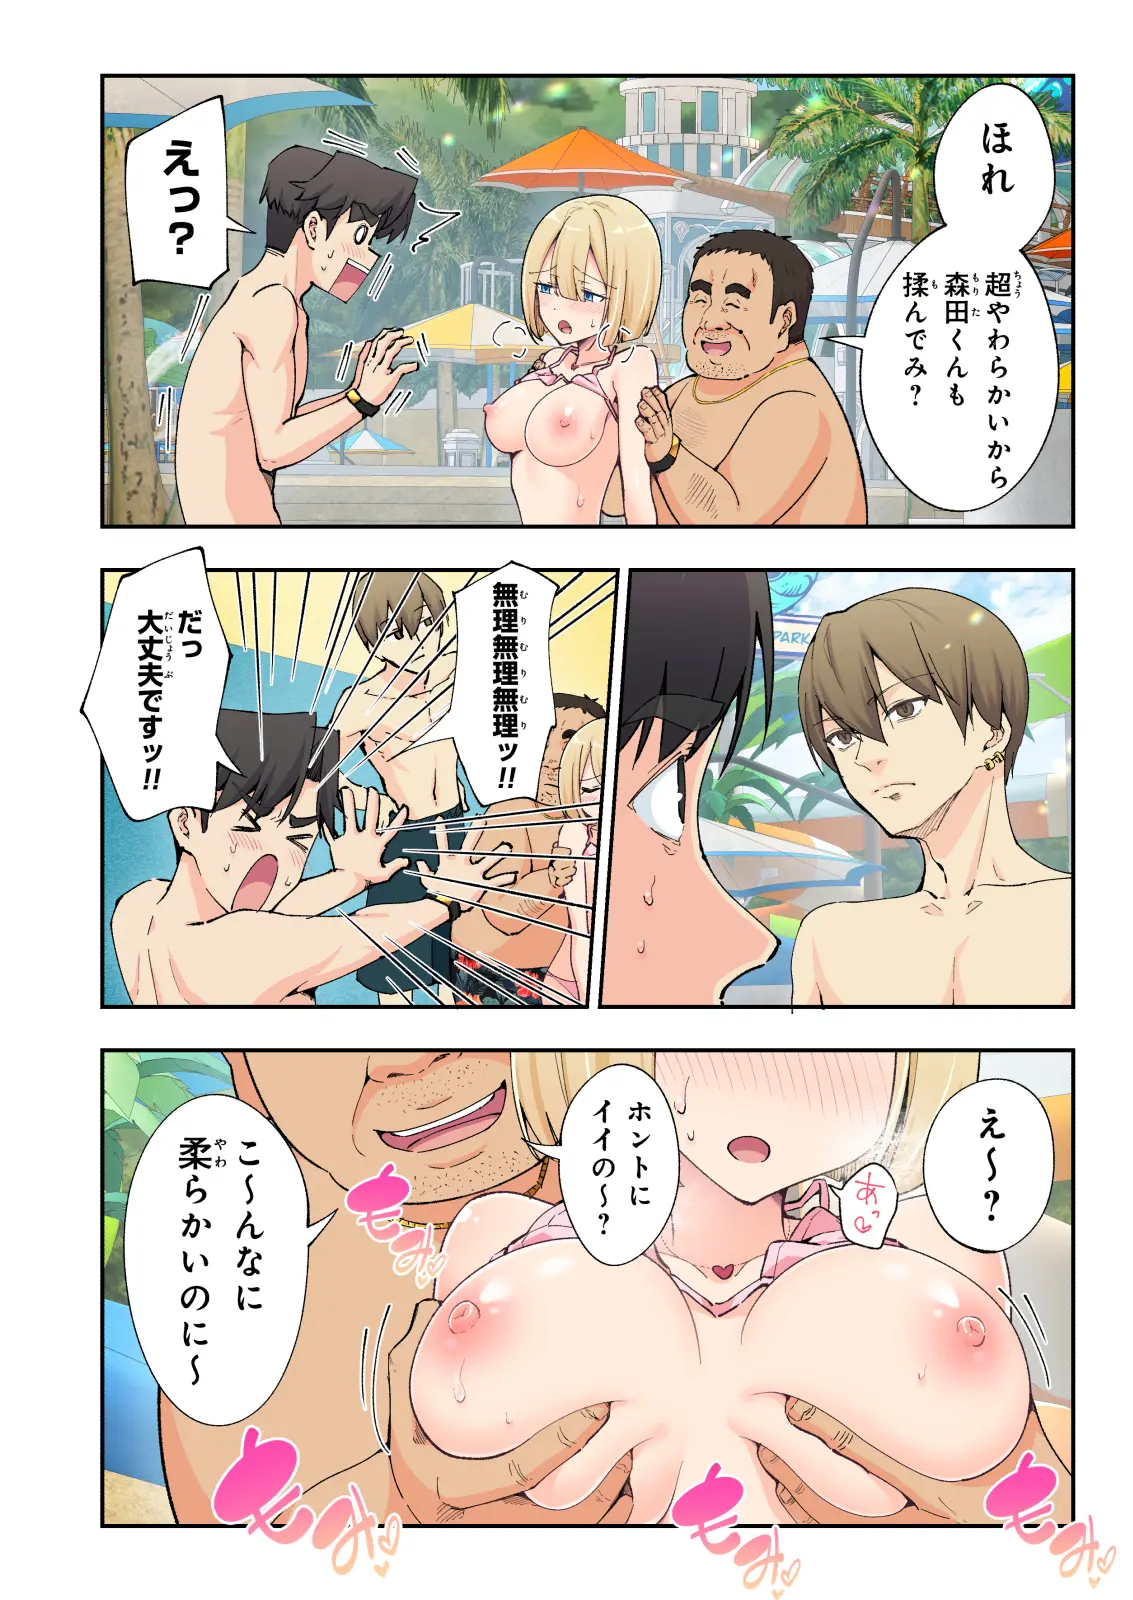 ほれ
超やわらかいから
森田くんも
揉んでみ？
えっ？
PARK
無理無理無理ッ!!
だっ
大丈夫ですッ!!
え〜？
あっ♡
ホントに
イイの〜？
こ〜んなに
柔らかいのに〜
もみ♡
もみ♡
もみ♡
もみ♡